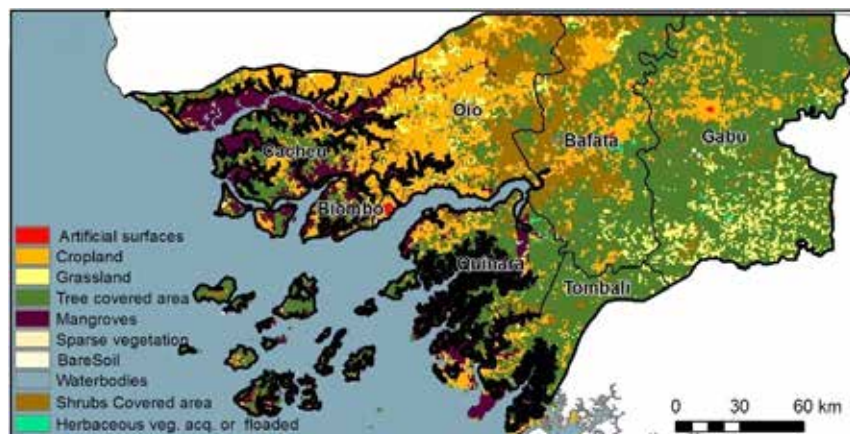 Oio
Bafata
Gabu
Cacheu
Biombo
Quinara
Tombali
Artificial surfaces
Cropland
Grassland
Tree covered area
Mangroves
Sparse vegetation
BareSoil
Waterbodies
Shrubs Covered area
Herbaceous veg. acq. or floaded
0 30 60 km